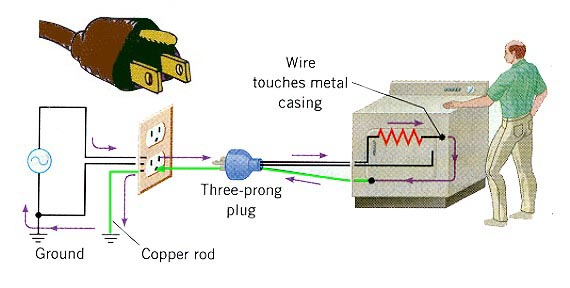 Wire
touches metal
casing
Three-prong
plug
Ground
Copper rod